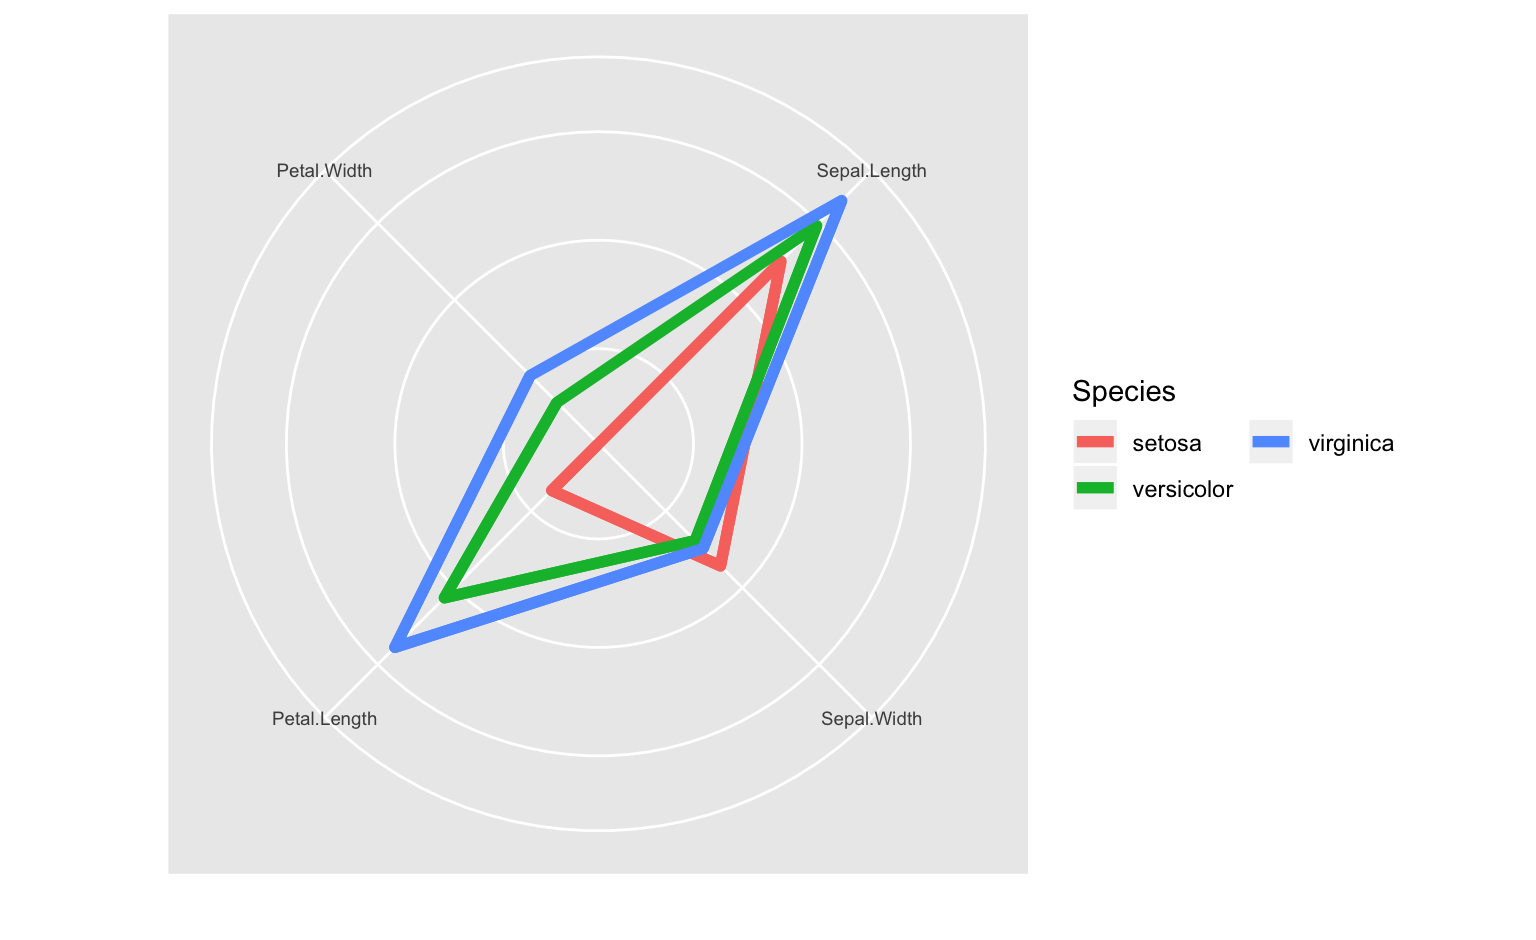 Petal.Width
Sepal.Length
Petal.Length
Sepal.Width
Species
setosa
virginica
versicolor